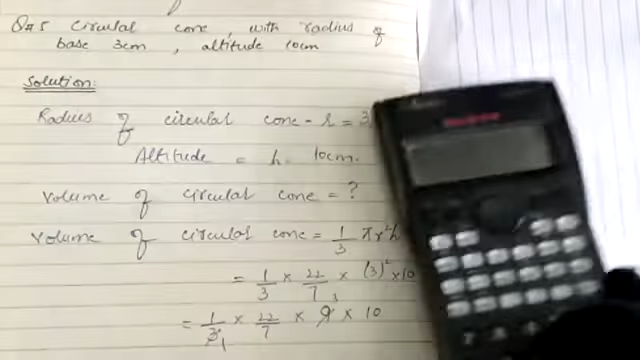 Q#5 Circular cone, with radius of
base 3cm, altitude 10cm
Solution:
Radius of circular cone = r = 3
Altitude = h = 10cm.
Volume of circular cone = ?
Volume of circular cone = 1/3 πr²h
= 1/3 × 22/7 × (3)² × 10
= 1/3 × 22/7 × 9 × 10